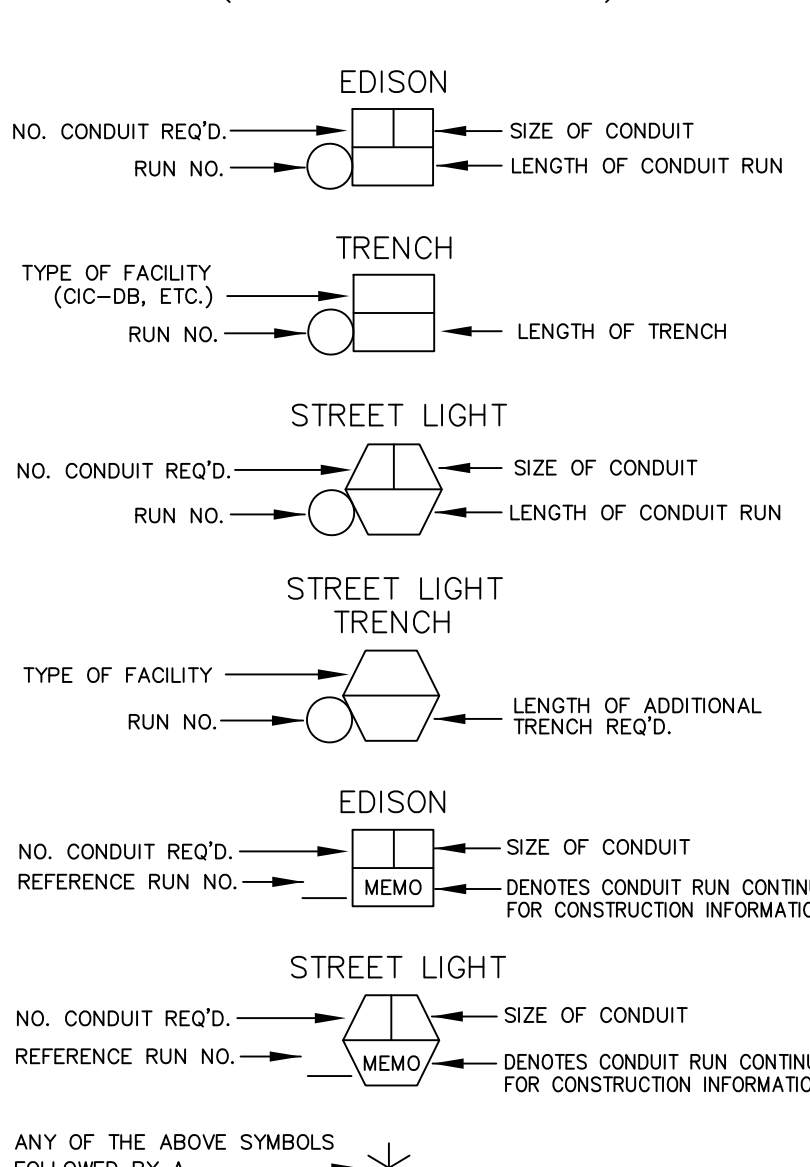 EDISON
NO. CONDUIT REQ'D.
SIZE OF CONDUIT
RUN NO.
LENGTH OF CONDUIT RUN
TRENCH
TYPE OF FACILITY
(CIC-DB, ETC.)
RUN NO.
LENGTH OF TRENCH
STREET LIGHT
NO. CONDUIT REQ'D.
SIZE OF CONDUIT
RUN NO.
LENGTH OF CONDUIT RUN
STREET LIGHT
TRENCH
TYPE OF FACILITY
RUN NO.
LENGTH OF ADDITIONAL
TRENCH REQ'D.
EDISON
NO. CONDUIT REQ'D.
SIZE OF CONDUIT
REFERENCE RUN NO.
MEMO
DENOTES CONDUIT RUN
FOR CONSTRUCTION
STREET LIGHT
NO. CONDUIT REQ'D.
SIZE OF CONDUIT
REFERENCE RUN NO.
MEMO
DENOTES CONDUIT RUN
FOR CONSTRUCTION
ANY OF THE ABOVE SYMBOLS
FOLLOWED BY A